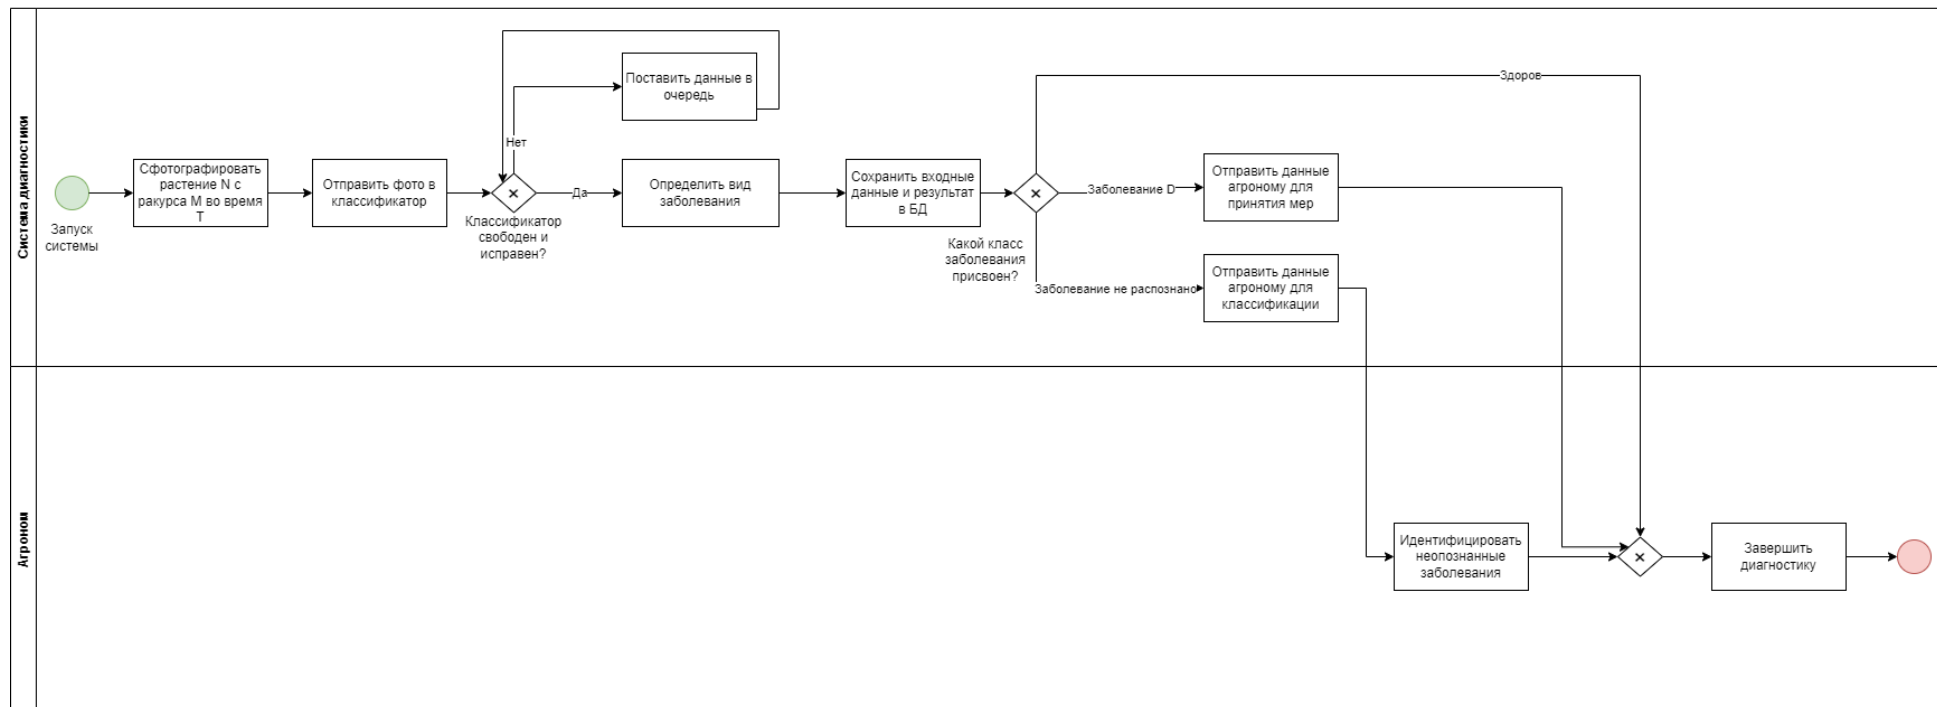 Система диагностики
Запуск
системы
Сфотографировать
растение N с
ракурса M во время
T
Отправить фото в
классификатор
Классификатор
свободен и
исправен?
Нет
Поставить данные в
очередь
Да
Определить вид
заболевания
Сохранить входные
данные и результат
в БД
Какой класс
заболевания
присвоен?
Здоров
Заболевание D
Отправить данные
агроному для
принятия мер
Заболевание не распознано
Отправить данные
агроному для
классификации
Агроном
Идентифицировать
неопознанные
заболевания
Завершить
диагностику